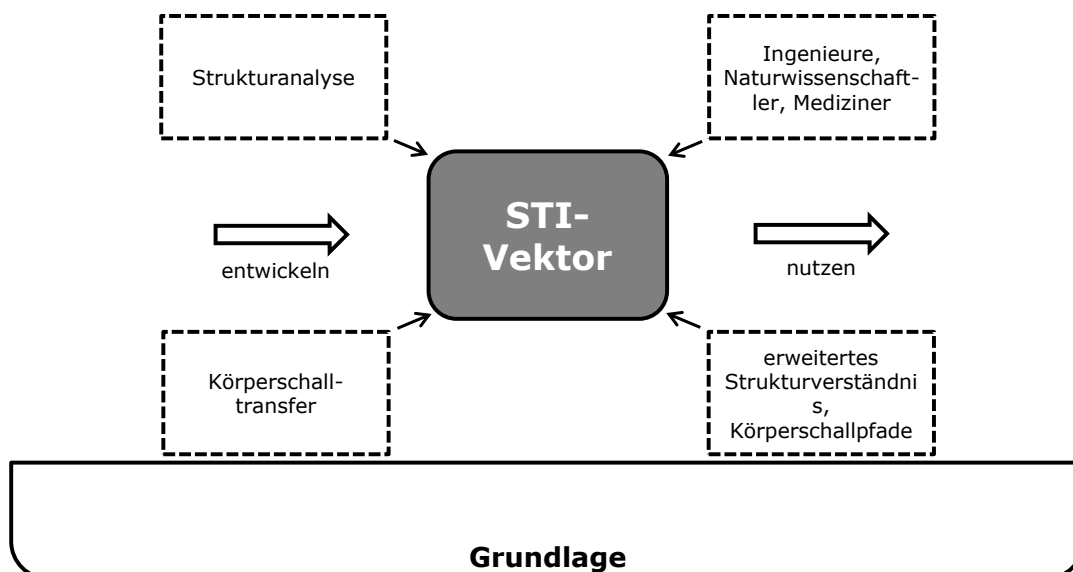 Strukturanalyse
Ingenieure,
Naturwissenschaft-
ler, Mediziner
STI-
Vektor
entwickeln
nutzen
Körperschall-
transfer
erweitertes
Strukturverständni
s,
Körperschallpfade
Grundlage